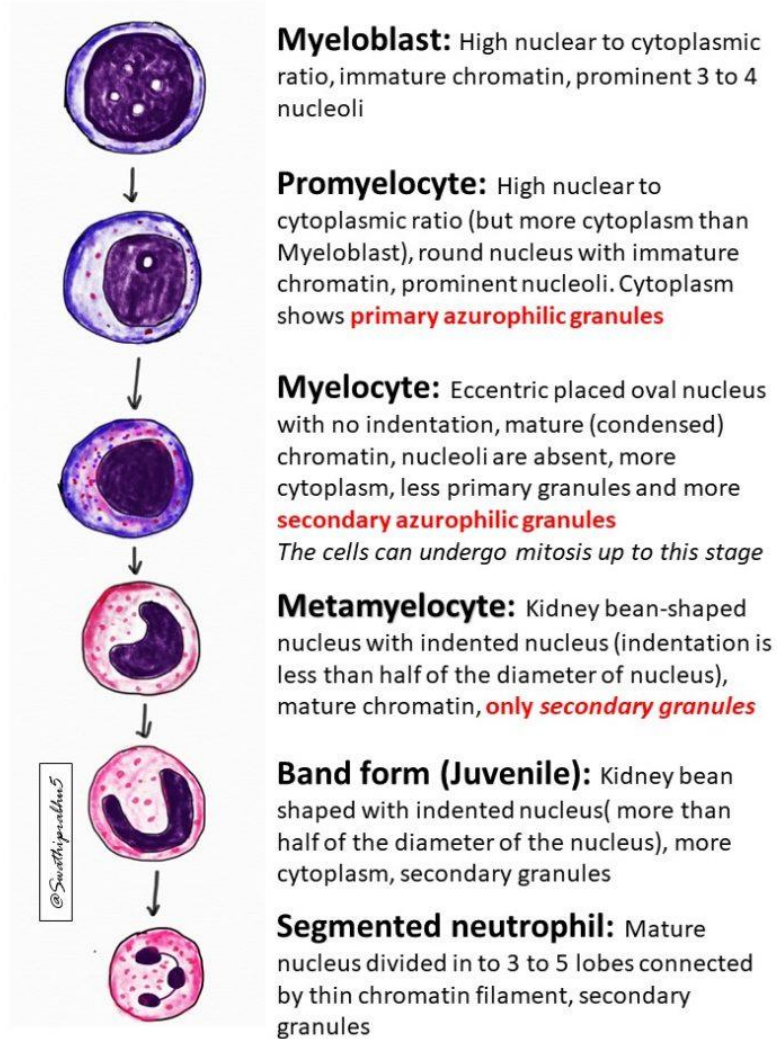 Myeloblast: High nuclear to cytoplasmic
ratio, immature chromatin, prominent 3 to 4
nucleoli
Promyelocyte: High nuclear to
cytoplasmic ratio (but more cytoplasm than
Myeloblast), round nucleus with immature
chromatin, prominent nucleoli. Cytoplasm
shows primary azurophilic granules
Myelocyte: Eccentric placed oval nucleus
with no indentation, mature (condensed)
chromatin, nucleoli are absent, more
cytoplasm, less primary granules and more
secondary azurophilic granules
The cells can undergo mitosis up to this stage
Metamyelocyte: Kidney bean-shaped
nucleus with indented nucleus (indentation is
less than half of the diameter of nucleus),
mature chromatin, only secondary granules
@Swathiprabhu5
Band form (Juvenile): Kidney bean
shaped with indented nucleus( more than
half of the diameter of the nucleus), more
cytoplasm, secondary granules
Segmented neutrophil: Mature
nucleus divided in to 3 to 5 lobes connected
by thin chromatin filament, secondary
granules